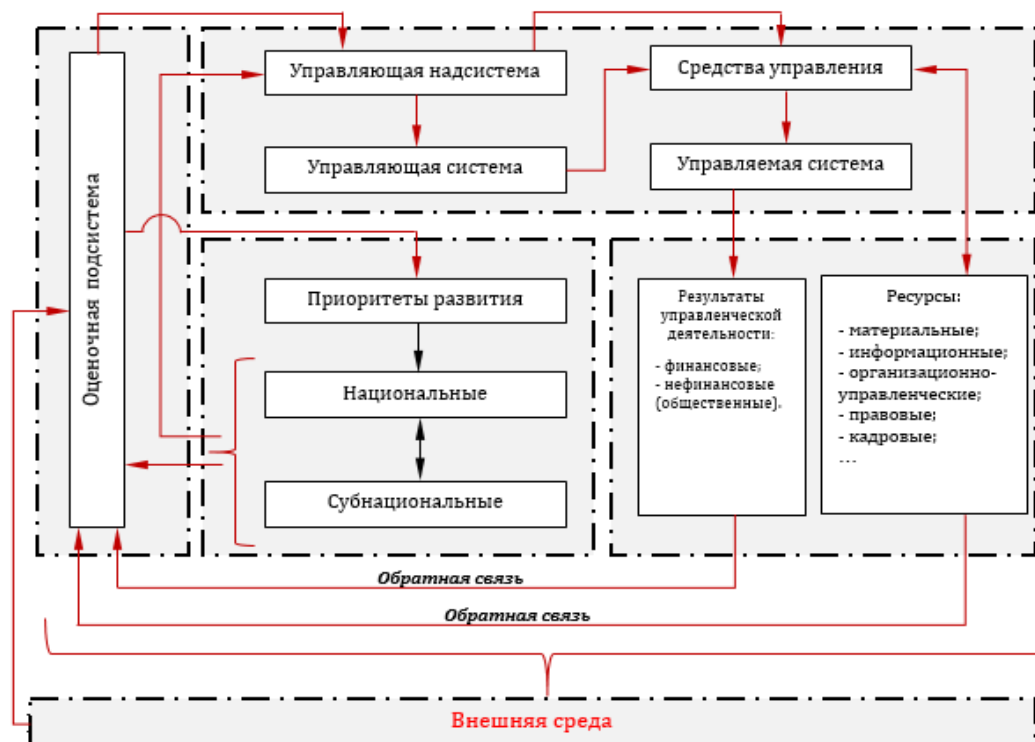 Оценочная подсистема
Управляющая надсистема
Средства управления
Управляющая система
Управляемая система
Приоритеты развития
Национальные
Субнациональные
Результаты
управленческой
деятельности:
- финансовые;
- нефинансовые
(общественные).
Ресурсы:
- материальные;
- информационные;
- организационно-
управленческие;
- правовые;
- кадровые;
...
Обратная связь
Обратная связь
Внешняя среда